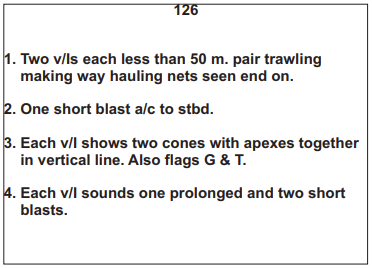 126
1. Two v/ls each less than 50 m. pair trawling
making way hauling nets seen end on.
2. One short blast a/c to stbd.
3. Each v/l shows two cones with apexes together
in vertical line. Also flags G & T.
4. Each v/l sounds one prolonged and two short
blasts.